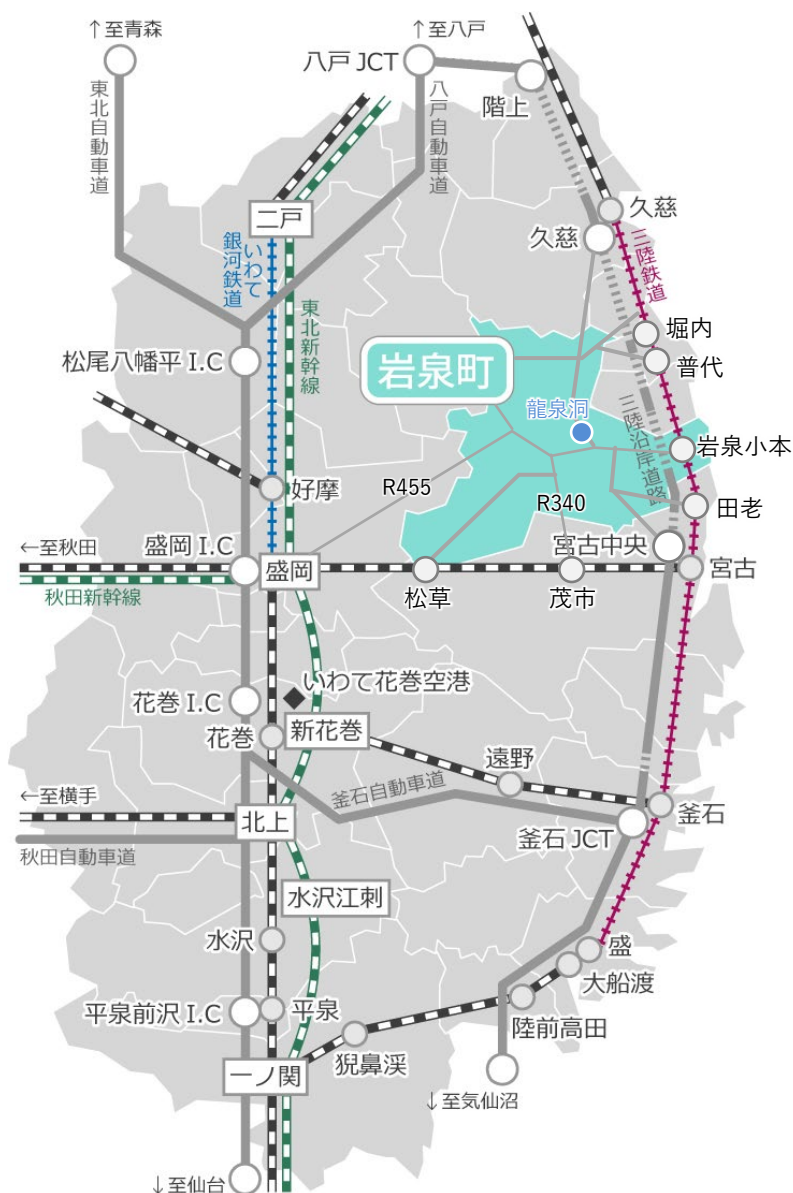 ↑至青森
↑至八戸
八戸 JCT
東北自動車道
八戸自動車道
階上
二戸
久慈
久慈
いわて
銀河鉄道
三陸鉄道
東北新幹線
堀内
松尾八幡平 I.C
岩泉町
普代
龍泉洞
三陸沿岸道路
岩泉小本
好摩
R455
R340
田老
←至秋田
盛岡 I.C
盛岡
宮古中央
宮古
秋田新幹線
松草
茂市
いわて花巻空港
花巻 I.C
花巻
新花巻
遠野
←至横手
釜石自動車道
北上
釜石
釜石 JCT
秋田自動車道
水沢江刺
水沢
盛
大船渡
平泉前沢 I.C
平泉
陸前高田
猊鼻渓
一ノ関
↓至気仙沼
↓至仙台